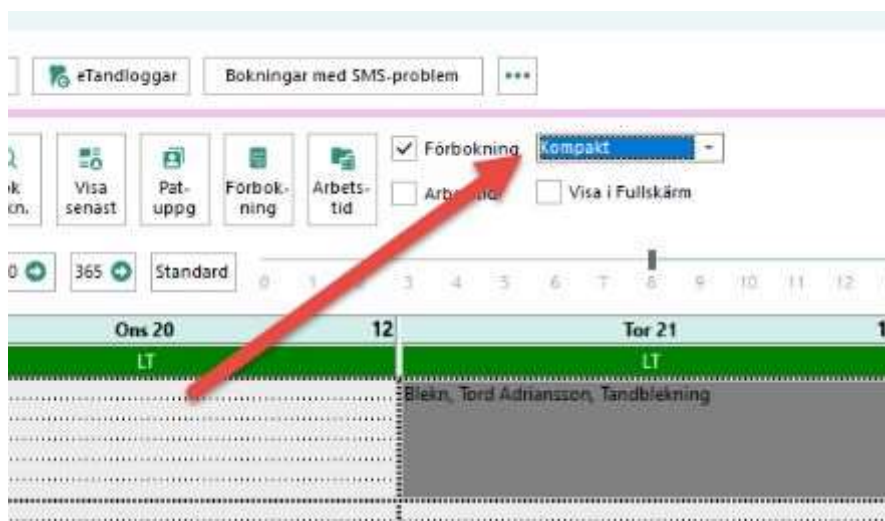 eTandloggar
Bokningar med SMS-problem
Förbokning
Kompakt
Visa senast
Pat-uppg
Förbok-ning
Arbets-tid
Visa i Fullskärm
365
Standard
0 1 3 4 5 6 7 8 9 10 11 12
Ons 20 12
Tor 21
LT
LT
Blekn, Tord Adriansson, Tandblekning